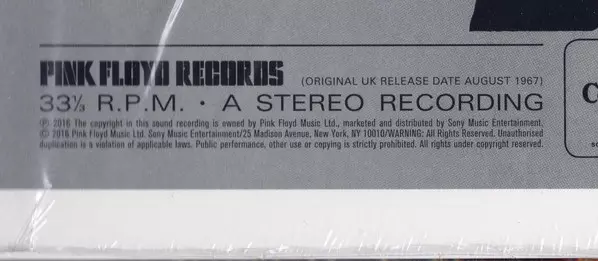 PINK FLOYD RECORDS (ORIGINAL UK RELEASE DATE AUGUST 1967)
33⅓ R.P.M. · A STEREO RECORDING
℗ 2016 The copyright in this sound recording is owned by Pink Floyd Music Ltd., marketed and distributed by Sony Music Entertainment.
© 2016 Pink Floyd Music Ltd. Sony Music Entertainment/25 Madison Avenue, New York, NY 10010/WARNING: All Rights Reserved. Unauthorised
duplication is a violation of applicable laws. Public performance, other use or copying is strictly prohibited. All rights under copyright reserved.